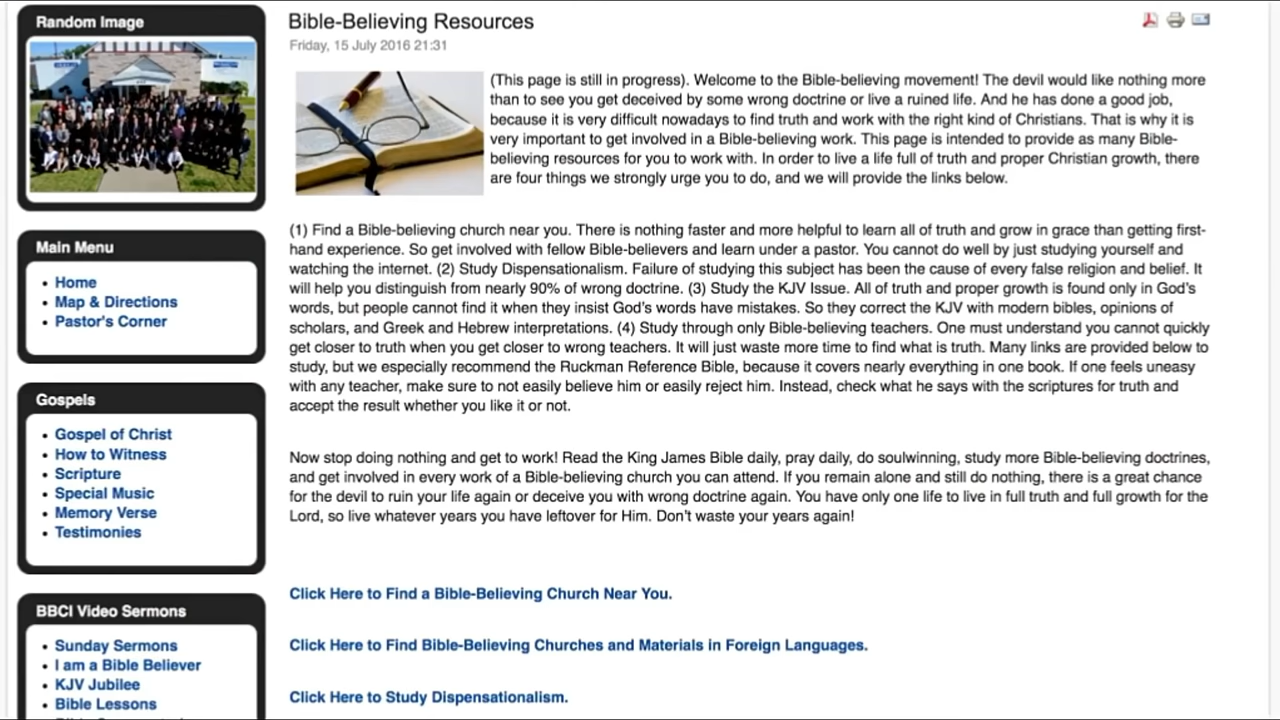 Random Image
Main Menu
Home
Map & Directions
Pastor's Corner
Gospels
Gospel of Christ
How to Witness
Scripture
Special Music
Memory Verse
Testimonies
BBCI Video Sermons
Sunday Sermons
I am a Bible Believer
KJV Jubilee
Bible Lessons
Bible-Believing Resources
Friday, 15 July 2016 21:31
(This page is still in progress). Welcome to the Bible-believing movement! The devil would like nothing more
than to see you get deceived by some wrong doctrine or live a ruined life. And he has done a good job,
because it is very difficult nowadays to find truth and work with the right kind of Christians. That is why it is
very important to get involved in a Bible-believing work. This page is intended to provide as many Bible-
believing resources for you to work with. In order to live a life full of truth and proper Christian growth, there
are four things we strongly urge you to do, and we will provide the links below.
(1) Find a Bible-believing church near you. There is nothing faster and more helpful to learn all of truth and grow in grace than getting first-
hand experience. So get involved with fellow Bible-believers and learn under a pastor. You cannot do well by just studying yourself and
watching the internet. (2) Study Dispensationalism. Failure of studying this subject has been the cause of every false religion and belief. It
will help you distinguish from nearly 90% of wrong doctrine. (3) Study the KJV Issue. All of truth and proper growth is found only in God's
words, but people cannot find it when they insist God's words have mistakes. So they correct the KJV with modern bibles, opinions of
scholars, and Greek and Hebrew interpretations. (4) Study through only Bible-believing teachers. One must understand you cannot quickly
get closer to truth when you get closer to wrong teachers. It will just waste more time to find what is truth. Many links are provided below to
study, but we especially recommend the Ruckman Reference Bible, because it covers nearly everything in one book. If one feels uneasy
with any teacher, make sure to not easily believe him or easily reject him. Instead, check what he says with the scriptures for truth and
accept the result whether you like it or not.
Now stop doing nothing and get to work! Read the King James Bible daily, pray daily, do soulwinning, study more Bible-believing doctrines,
and get involved in every work of a Bible-believing church you can attend. If you remain alone and still do nothing, there is a great chance
for the devil to ruin your life again or deceive you with wrong doctrine again. You have only one life to live in full truth and full growth for the
Lord, so live whatever years you have leftover for Him. Don't waste your years again!
Click Here to Find a Bible-Believing Church Near You.
Click Here to Find Bible-Believing Churches and Materials in Foreign Languages.
Click Here to Study Dispensationalism.